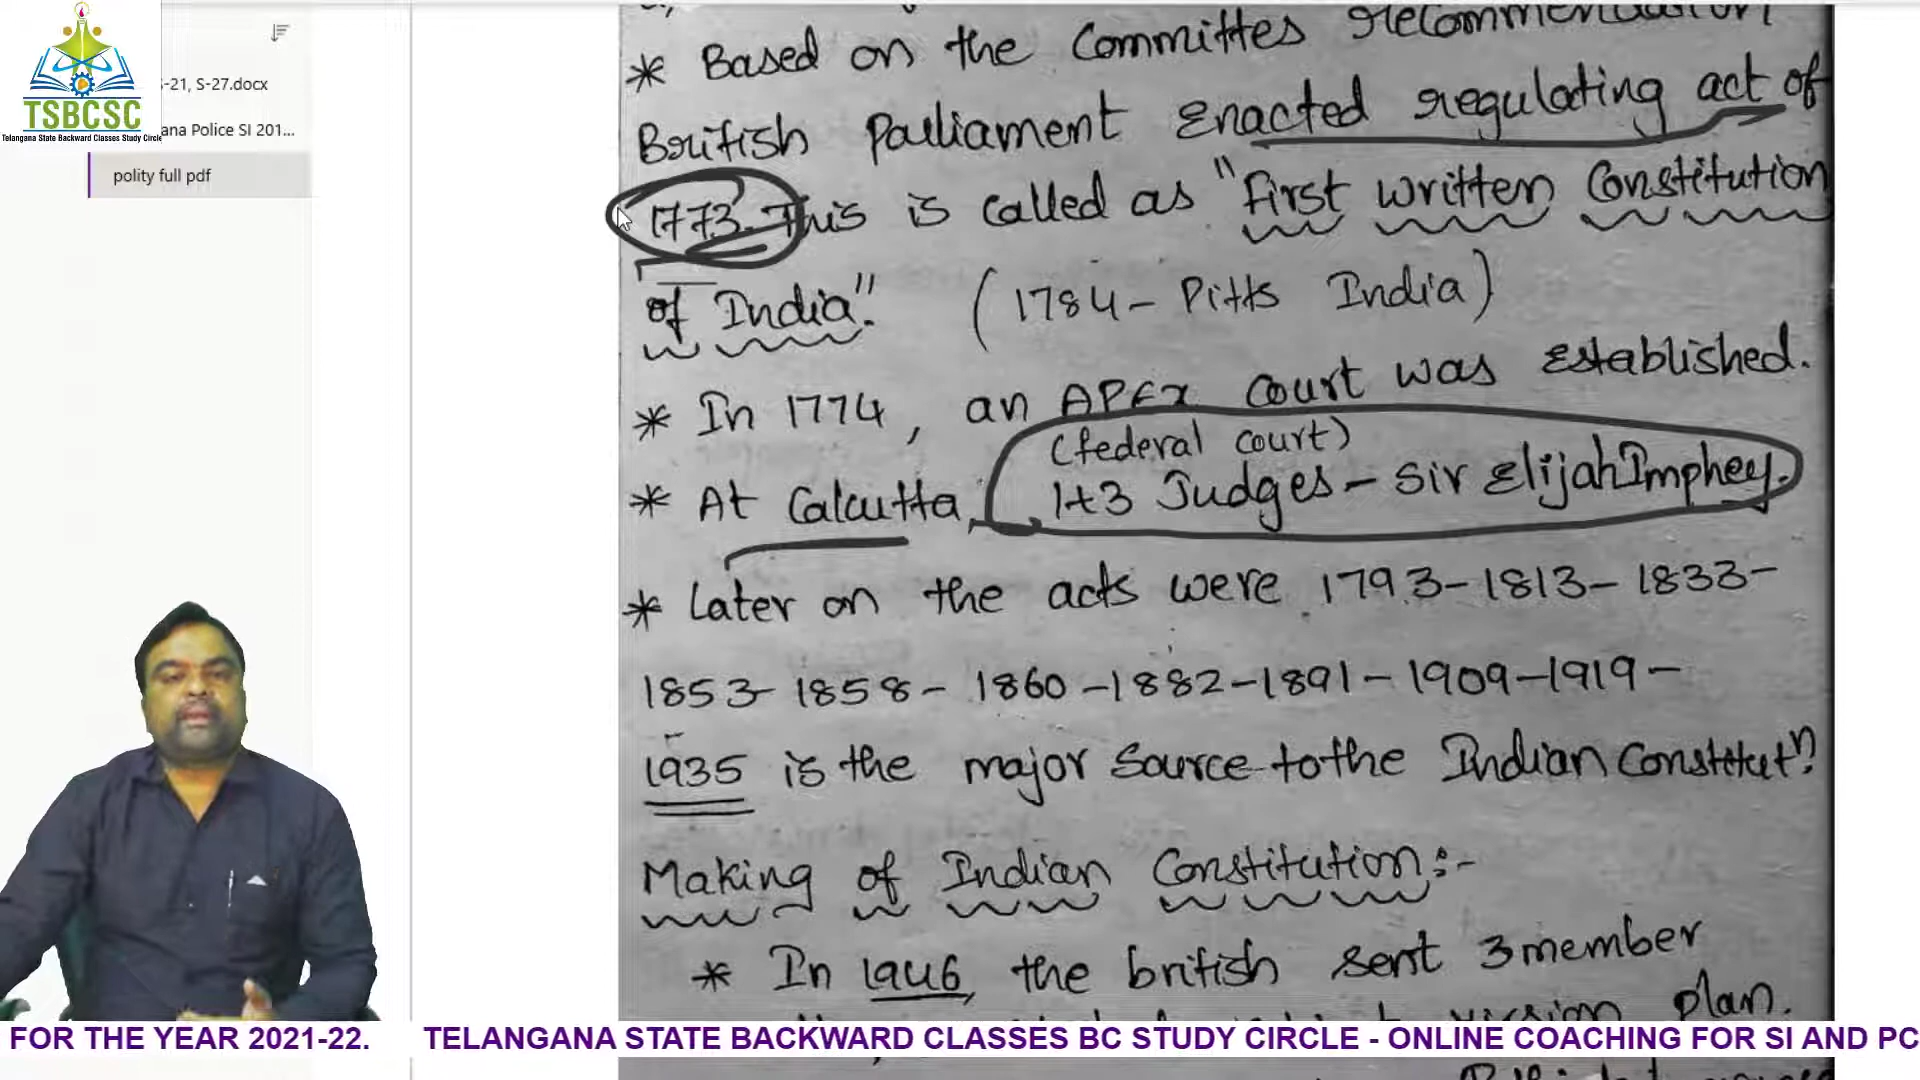 TSBCSC
Telangana State Backward Classes Study Circle
S-21, S-27.docx
ana Police SI 201...
polity full pdf
* Based on the Committes recommendation
British Parliament Enacted regulating act of
1773. This is called as "first written Constitution
of India." (1784 - Pitts India)
* In 1774, an APEX Court was Established.
(federal court)
* At Calcutta, 1+3 Judges - Sir Elijah Imphey.
* Later on the acts were 1793-1813-1833-
1853-1858-1860-1882-1891-1909-1919-
1935 is the major Source to the Indian Constitutn.
Making of Indian Constitution:-
* In 1946, the british sent 3 member
plan.
FOR THE YEAR 2021-22. TELANGANA STATE BACKWARD CLASSES BC STUDY CIRCLE - ONLINE COACHING FOR SI AND PC